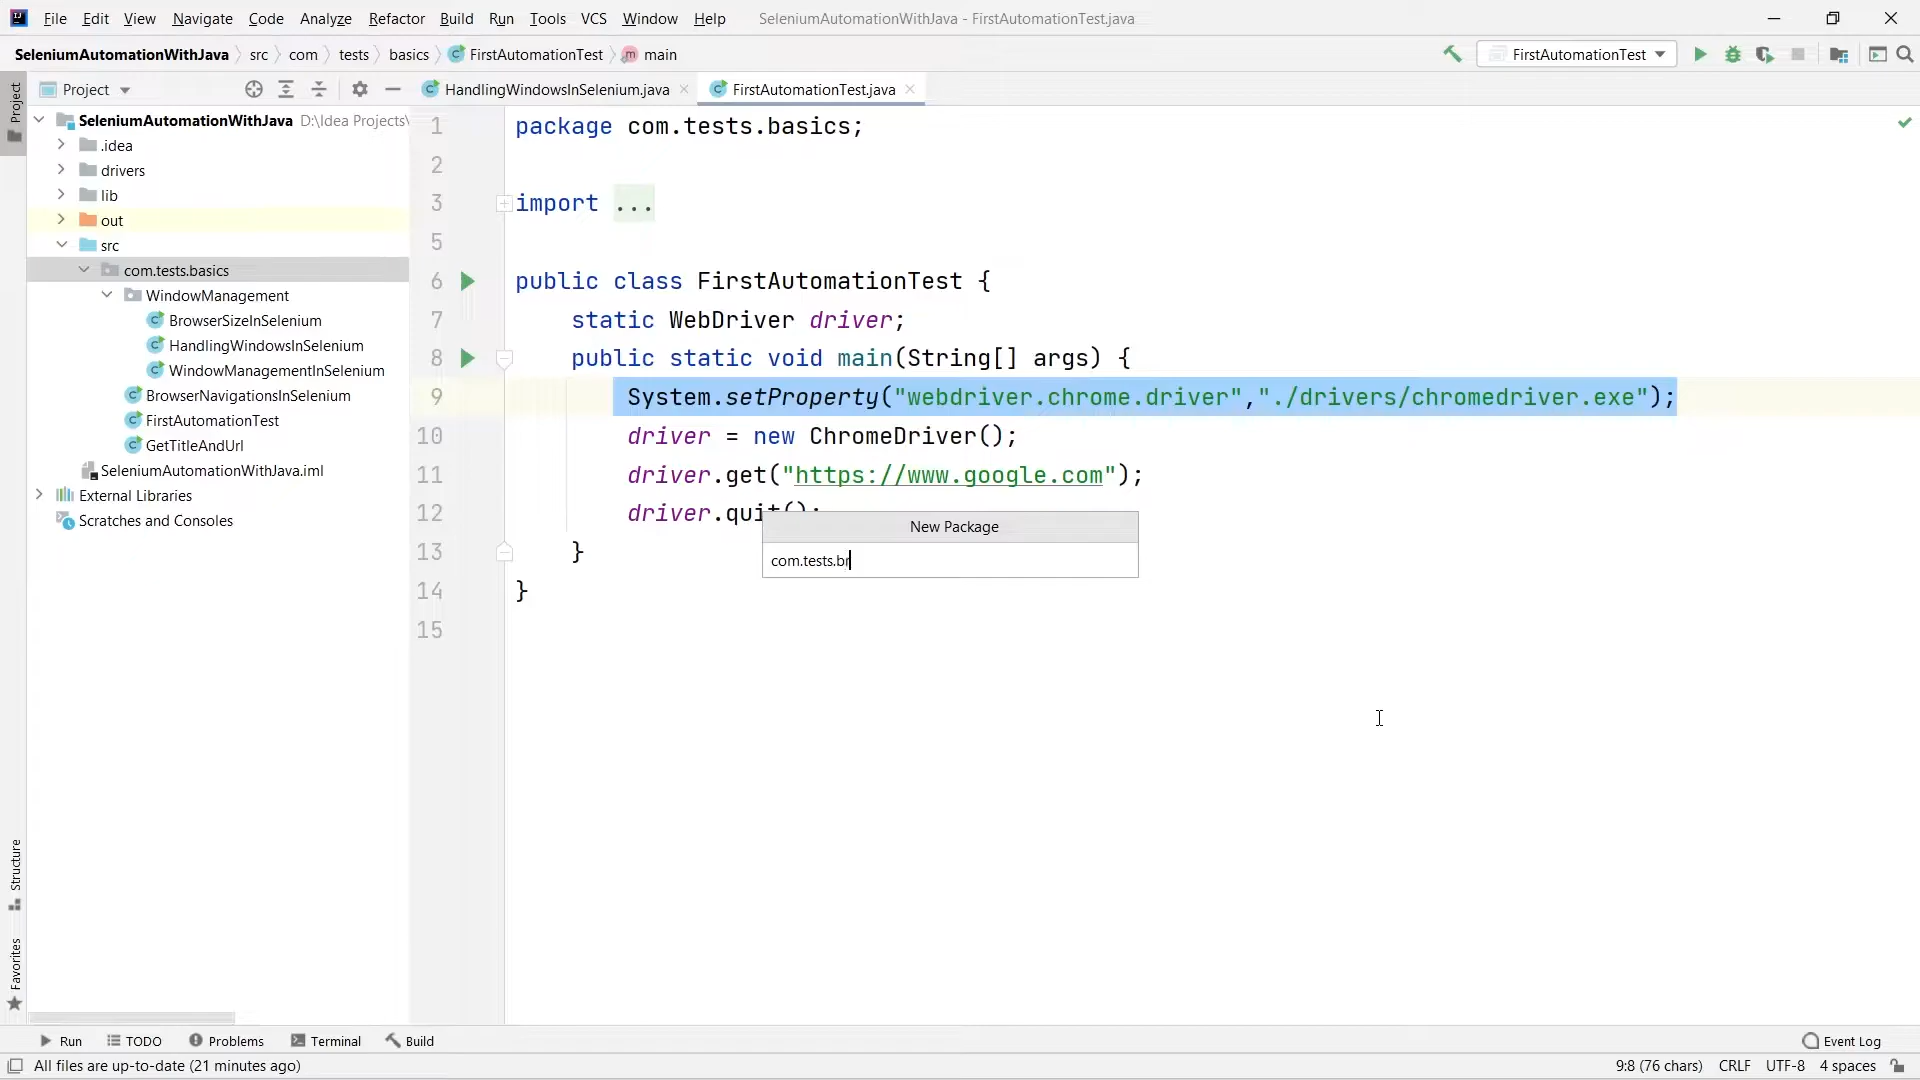 File Edit View Navigate Code Analyze Refactor Build Run Tools VCS Window Help SeleniumAutomationWithJava - FirstAutomationTest.java
SeleniumAutomationWithJava src com tests basics FirstAutomationTest main FirstAutomationTest
Project HandlingWindowsInSelenium.java FirstAutomationTest.java
Project
SeleniumAutomationWithJava D:\Idea Projects\
.idea
drivers
lib
out
src
com.tests.basics
WindowManagement
BrowserSizeInSelenium
HandlingWindowsInSelenium
WindowManagementInSelenium
BrowserNavigationsInSelenium
FirstAutomationTest
GetTitleAndUrl
SeleniumAutomationWithJava.iml
External Libraries
Scratches and Consoles
1 package com.tests.basics;
2
3 import ...
5
6 public class FirstAutomationTest {
7 static WebDriver driver;
8 public static void main(String[] args) {
9 System.setProperty("webdriver.chrome.driver","./drivers/chromedriver.exe");
10 driver = new ChromeDriver();
11 driver.get("https://www.google.com");
12 driver.quit();
13 }
14 }
15
New Package
com.tests.br
Structure
Favorites
Run TODO Problems Terminal Build Event Log
All files are up-to-date (21 minutes ago) 9:8 (76 chars) CRLF UTF-8 4 spaces